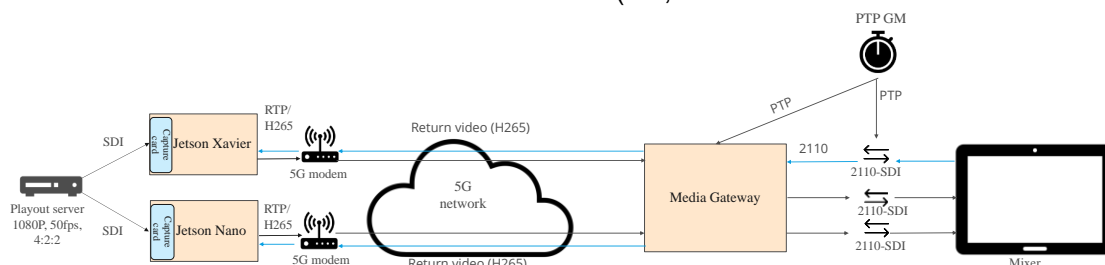 PTP GM
PTP
PTP
RTP/
H265
SDI
Capture
card
Jetson Xavier
5G modem
Return video (H265)
5G
network
2110
2110-SDI
Media Gateway
Playout server
1080P, 50fps,
4:2:2
SDI
Capture
card
Jetson Nano
RTP/
H265
5G modem
Return video (H265)
2110-SDI
2110-SDI
Mixer